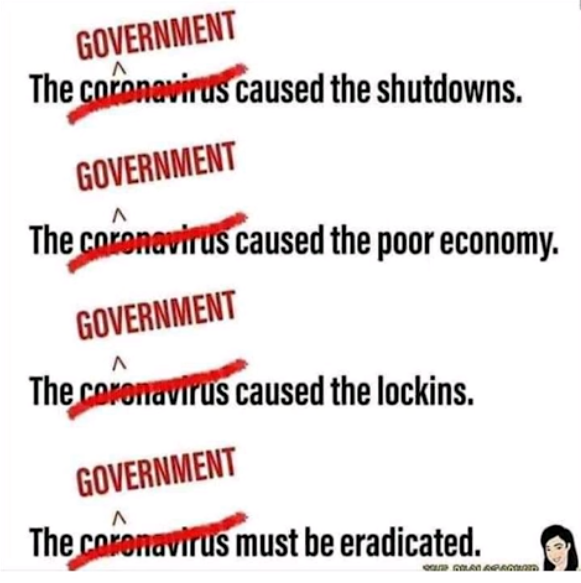 GOVERNMENT
The coronavirus caused the shutdowns.
GOVERNMENT
The coronavirus caused the poor economy.
GOVERNMENT
The coronavirus caused the lockins.
GOVERNMENT
The coronavirus must be eradicated.